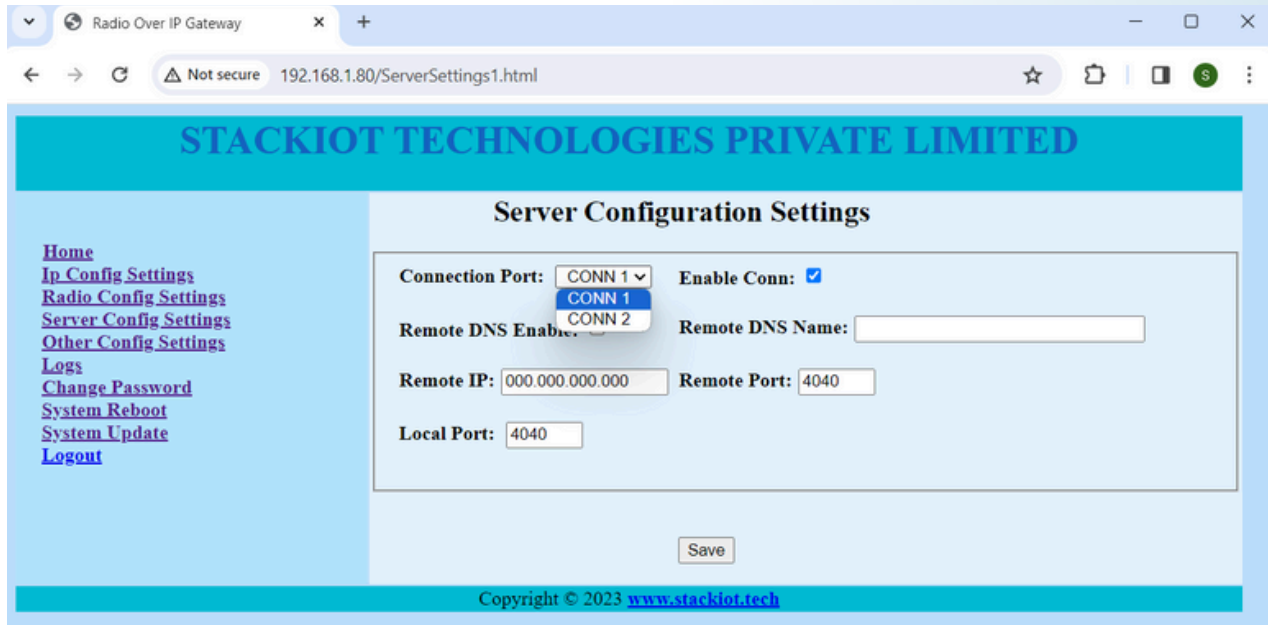 Radio Over IP Gateway
Not secure 192.168.1.80/ServerSettings1.html
S
STACKIOT TECHNOLOGIES PRIVATE LIMITED
Server Configuration Settings
Home
Ip Config Settings
Radio Config Settings
Server Config Settings
Other Config Settings
Logs
Change Password
System Reboot
System Update
Logout
Connection Port: CONN 1 Enable Conn:
CONN 1
CONN 2
Remote DNS Enable: Remote DNS Name:
Remote IP: 000.000.000.000 Remote Port: 4040
Local Port: 4040
Save
Copyright © 2023 www.stackiot.tech